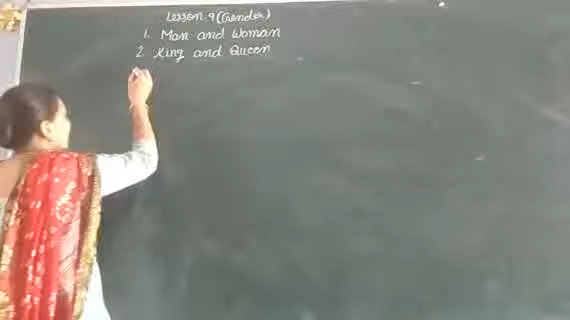 Lesson 9 (Gender)
1. Man and Woman
2. King and Queen